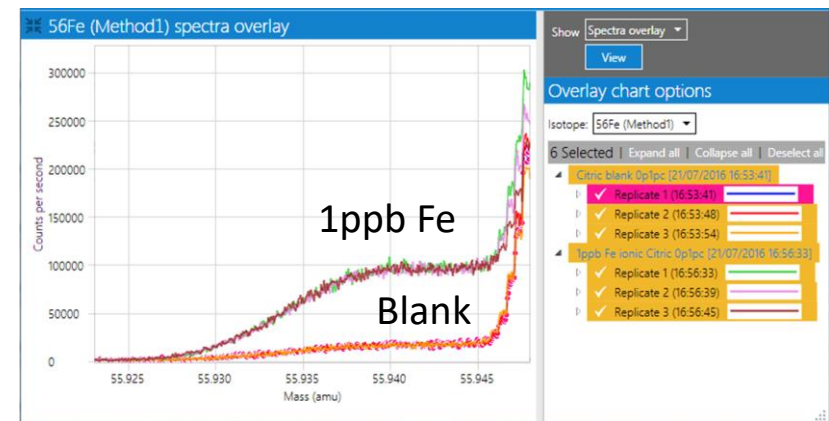 56Fe (Method1) spectra overlay
300000
250000
200000
150000
100000
50000
0
Counts per second
1ppb Fe
Blank
55.925 55.930 55.935 55.940 55.945
Mass (amu)
Show Spectra overlay
View
Overlay chart options
Isotope: 56Fe (Method1)
6 Selected | Expand all | Collapse all | Deselect all
Citric blank 0p1pc [21/07/2016 16:53:41]
Replicate 1 (16:53:41)
Replicate 2 (16:53:48)
Replicate 3 (16:53:54)
1ppb Fe ionic Citric 0p1pc [21/07/2016 16:56:33]
Replicate 1 (16:56:33)
Replicate 2 (16:56:39)
Replicate 3 (16:56:45)